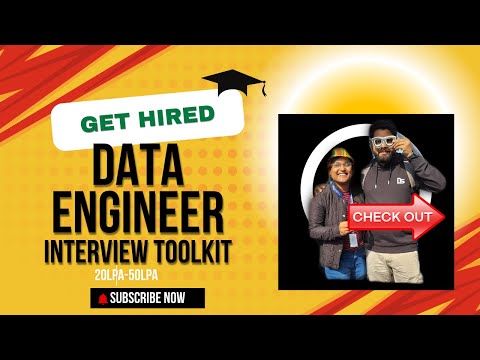 GET HIRED
DATA
ENGINEER
INTERVIEW TOOLKIT
20LPA-50LPA
SUBSCRIBE NOW
CHECK OUT